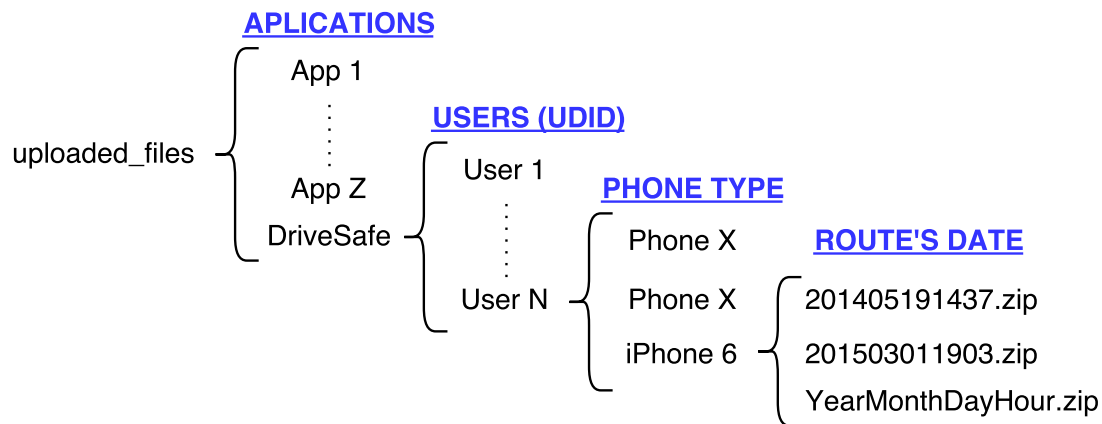 APLICATIONS
App 1
uploaded_files
App Z
DriveSafe
USERS (UDID)
User 1
User N
PHONE TYPE
Phone X
Phone X
iPhone 6
ROUTE'S DATE
201405191437.zip
201503011903.zip
YearMonthDayHour.zip